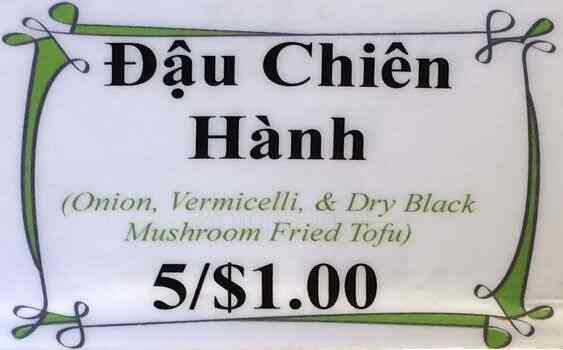 Đậu Chiên
Hành
(Onion, Vermicelli, & Dry Black
Mushroom Fried Tofu)
5/$1.00